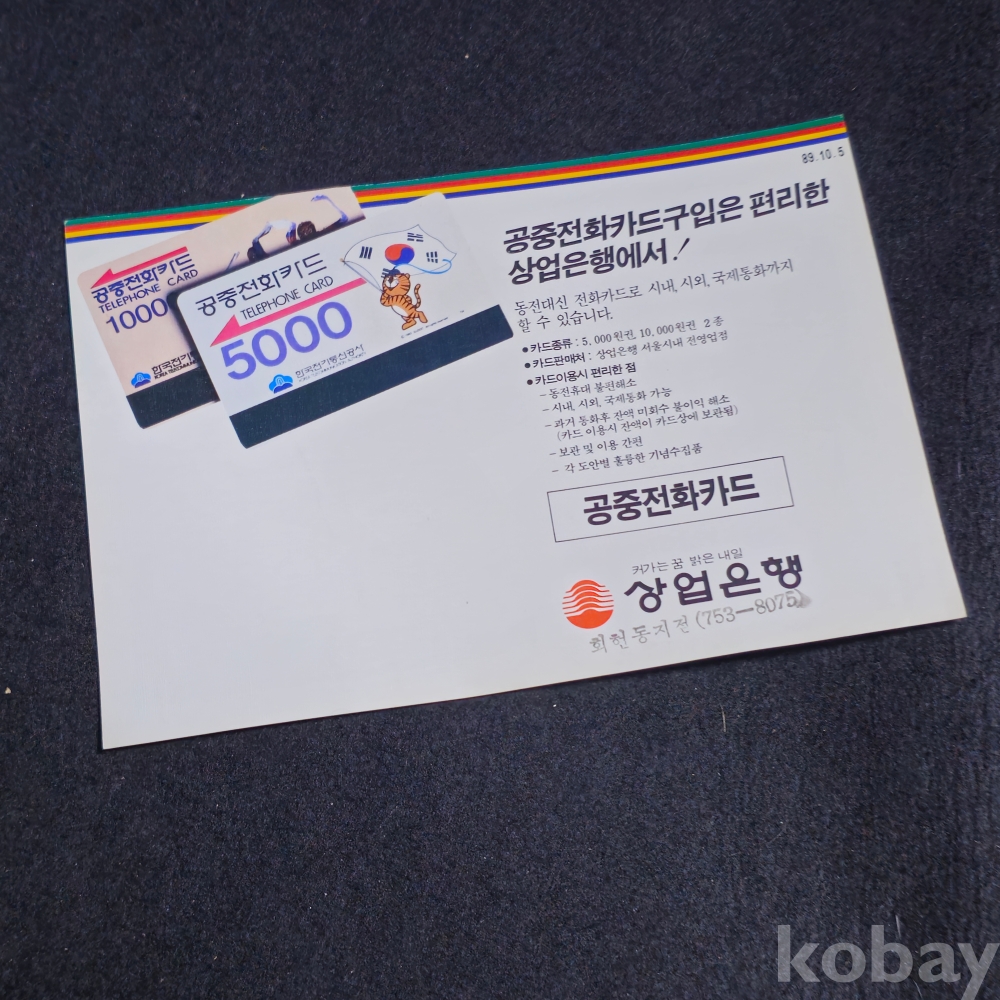 89.10.5
공중전화카드구입은 편리한
상업은행에서!
동전대신 전화카드로 시내, 시외, 국제통화까지
할 수 있습니다.
●카드종류 : 5,000원권, 10,000원권 2종
●카드판매처 : 상업은행 서울시내 전영업점
●카드이용시 편리한 점
-동전휴대 불편해소
-시내, 시외, 국제통화 가능
-과거 통화후 잔액 미회수 불이익 해소
(카드 이용시 잔액이 카드상에 보관됨)
-보관 및 이용 간편
- 각 도안별 훌륭한 기념수집품
공중전화카드
커가는 꿈 밝은 내일
상업은행
회현동지점 (753-8075)
공중전화카드
TELEPHONE CARD
1000
한국전기통신
공중전화카드
TELEPHONE CARD
5000
한국전기통신공사
kobay